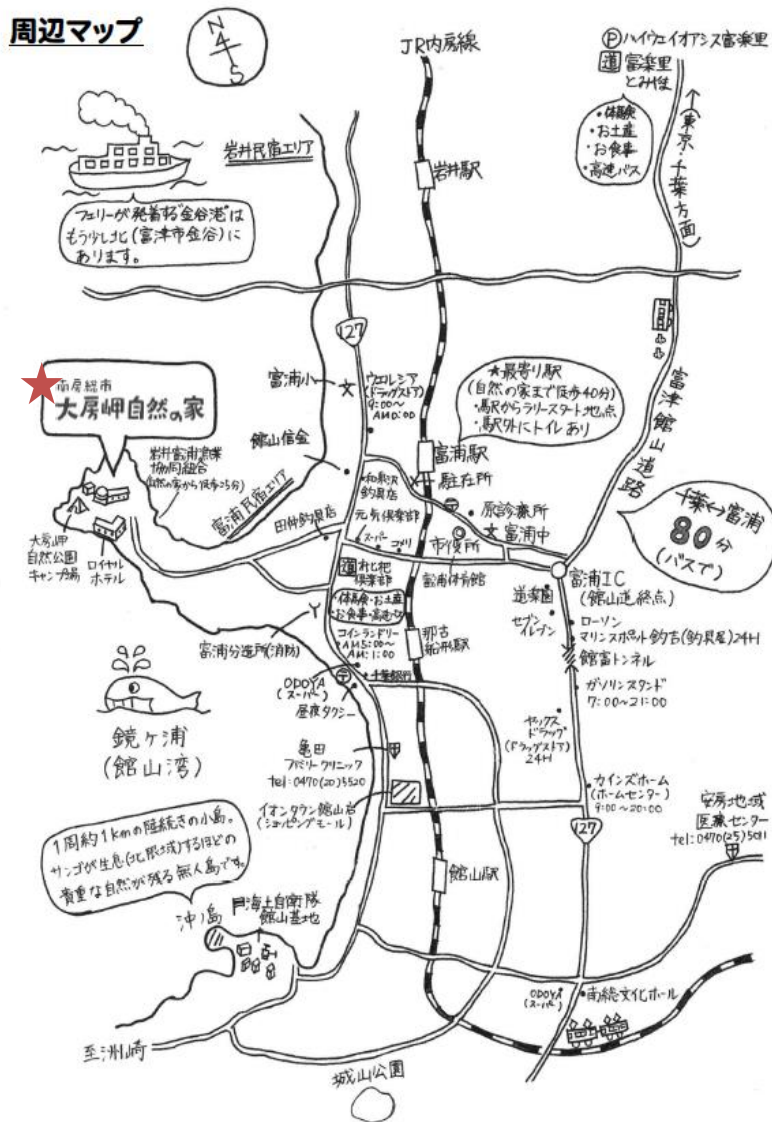 周辺マップ
N
S
JR内房線
Ⓟハイウェイオアシス富楽里
道 富楽里
とみやま
・体験
・お土産
・お食事
・高速バス
(東京・千葉方面)
岩井民宿エリア
岩井駅
フェリーが発着する"金谷港"は
もう少し北(富津市金谷)に
あります。
127
富浦小
ウエルシア
(ドラッグストア)
9:00〜
AM0:00
★最寄り駅
(自然の家まで徒歩40分)
・駅からラリースタート地点
・駅外にトイレあり
富津館山道路
南房総市
大房岬自然の家
館山信金
富浦駅
駐在所
岩井富浦漁業
協同組合
(自然の家から徒歩25分)
富浦民宿エリア
和泉沢
釣具店
原診療所
田仲釣具店
元気倶楽部
富浦中
市役所
千葉↔富浦
80分
(バスで)
大房岬
自然公園
キャンプ場
ロイヤル
ホテル
・スーパー
・コメリ
道 枇杷
倶楽部
・体験・お土産
・お食事・高速バス
富浦体育館
富浦IC
(館山道終点)
道楽園
セブン
イレブン
ローソン
マリンスポット釣吉(釣具屋)24H
富浦分遣所(消防)
コインランドリー
AM5:00〜
AM1:00
那古
船形駅
館富トンネル
ODOYA
(スーパー)
千葉銀行
昼夜タクシー
ガソリンスタンド
7:00〜21:00
鏡ヶ浦
(館山湾)
ヤックス
ドラッグ
(ドラッグストア)
24H
亀田
ファミリークリニック
tel:0470(20)5520
カインズホーム
(ホームセンター)
9:00〜20:00
イオンタウン館山
(ショッピングモール)
安房地域
医療センター
tel:0470(25)5011
127
1周約1kmの陸続きの小島。
サンゴが生息(北限域)するほどの
貴重な自然が残る無人島です。
館山駅
沖ノ島
海上自衛隊
館山基地
ODOYA
(スーパー)
南総文化ホール
至洲崎
城山公園